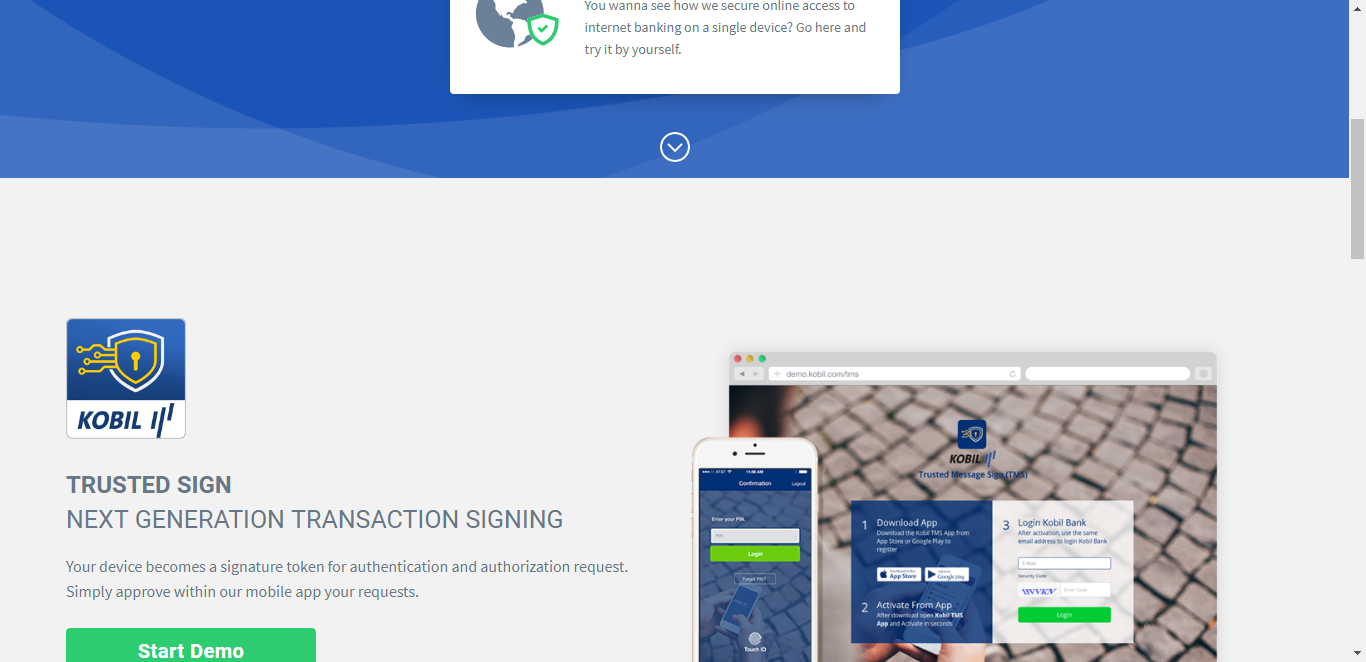 You wanna see how we secure online access to
internet banking on a single device? Go here and
try it by yourself.
KOBIL
TRUSTED SIGN
NEXT GENERATION TRANSACTION SIGNING
Your device becomes a signature token for authentication and authorization request.
Simply approve within our mobile app your requests.
Start Demo
demo.kobil.com/tms
KOBIL
Trusted Message Sign (TMS)
1 Download App
Download the Kobil TMS App from
App Store or Google Play to
register
App Store
Google play
2 Activate From App
After download open Kobil TMS
App and Activate in seconds
3 Login Kobil Bank
After activation, use the same
email address to login Kobil Bank
E-Mail
Security Code
Enter Code
Login
AT&T 11:06 AM
Confirmation Logout
Enter your PIN.
PIN
Login
Forgot PIN?
Touch ID